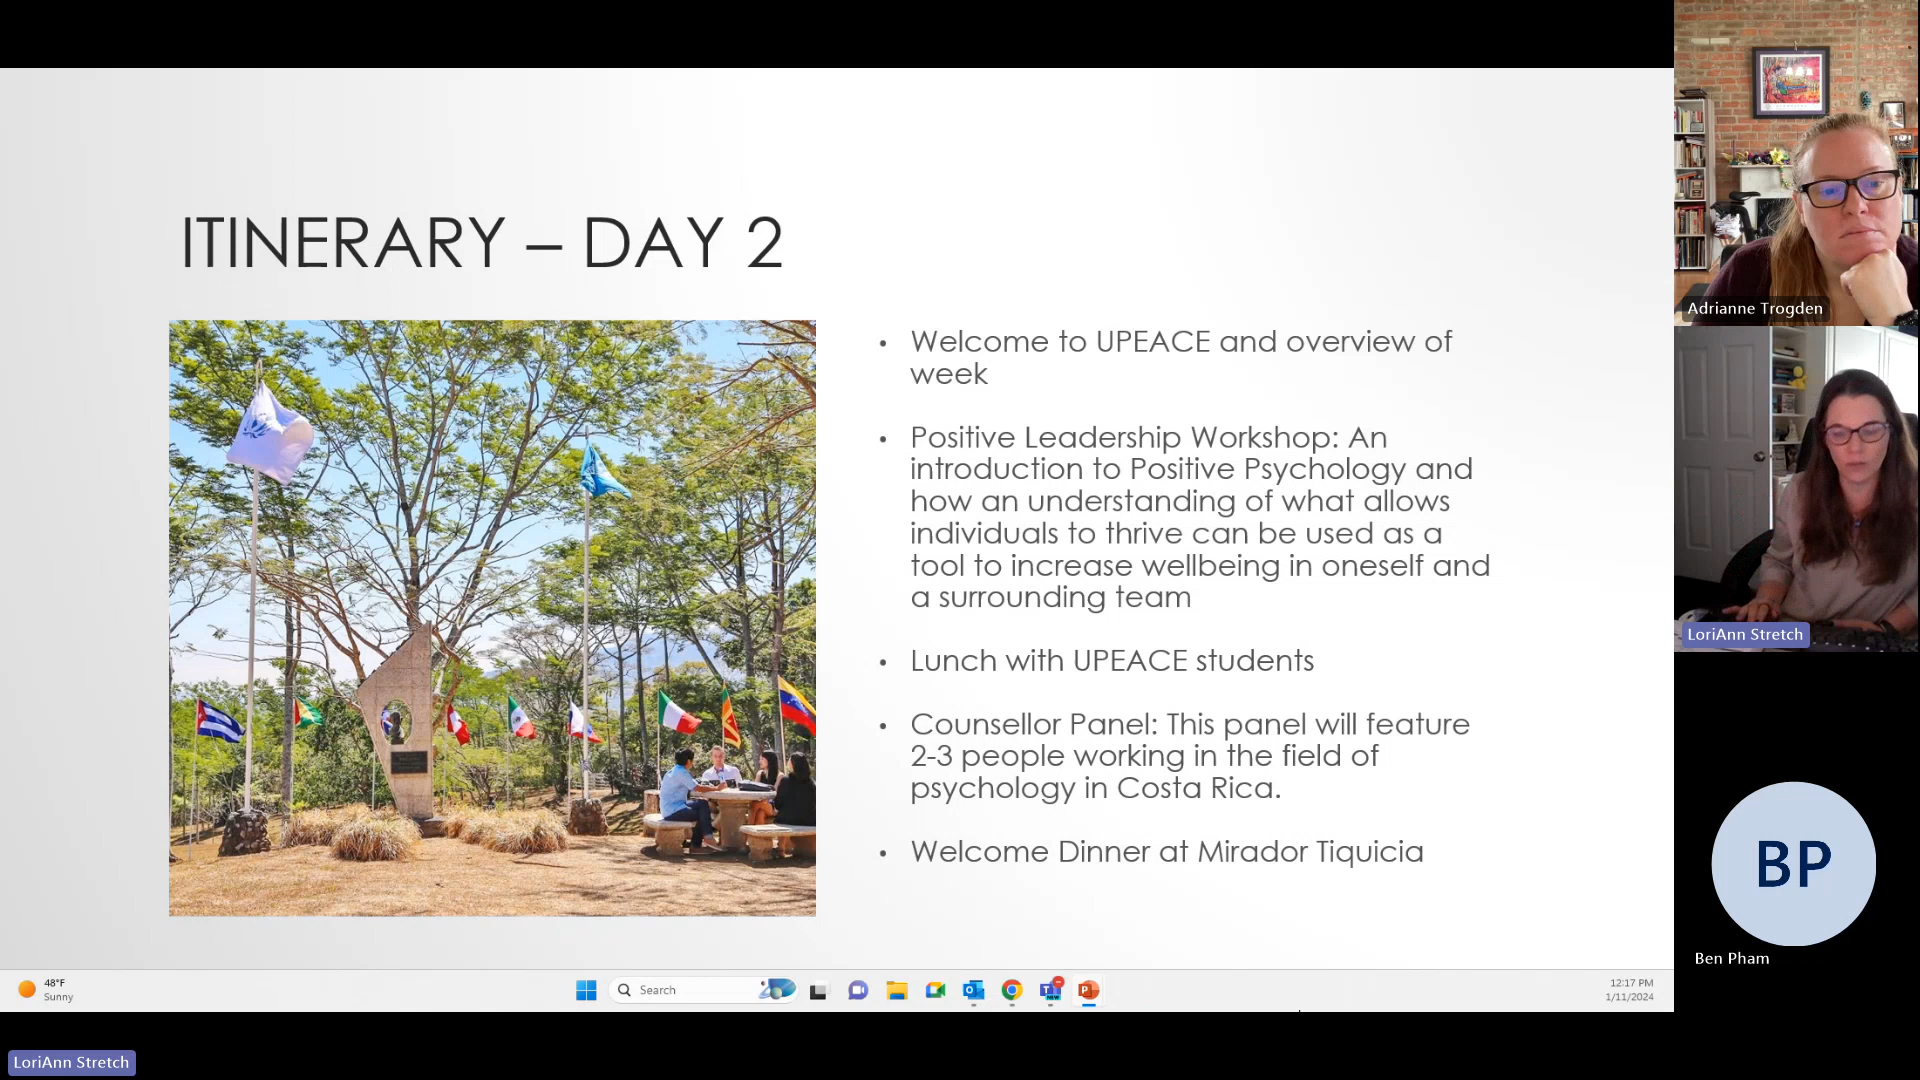 ITINERARY – DAY 2
• Welcome to UPEACE and overview of
week
• Positive Leadership Workshop: An
introduction to Positive Psychology and
how an understanding of what allows
individuals to thrive can be used as a
tool to increase wellbeing in oneself and
a surrounding team
• Lunch with UPEACE students
• Counsellor Panel: This panel will feature
2-3 people working in the field of
psychology in Costa Rica.
• Welcome Dinner at Mirador Tiquicia
Adrianne Trogden
LoriAnn Stretch
BP
Ben Pham
48°F
Sunny
Search
12:17 PM
1/11/2024
LoriAnn Stretch